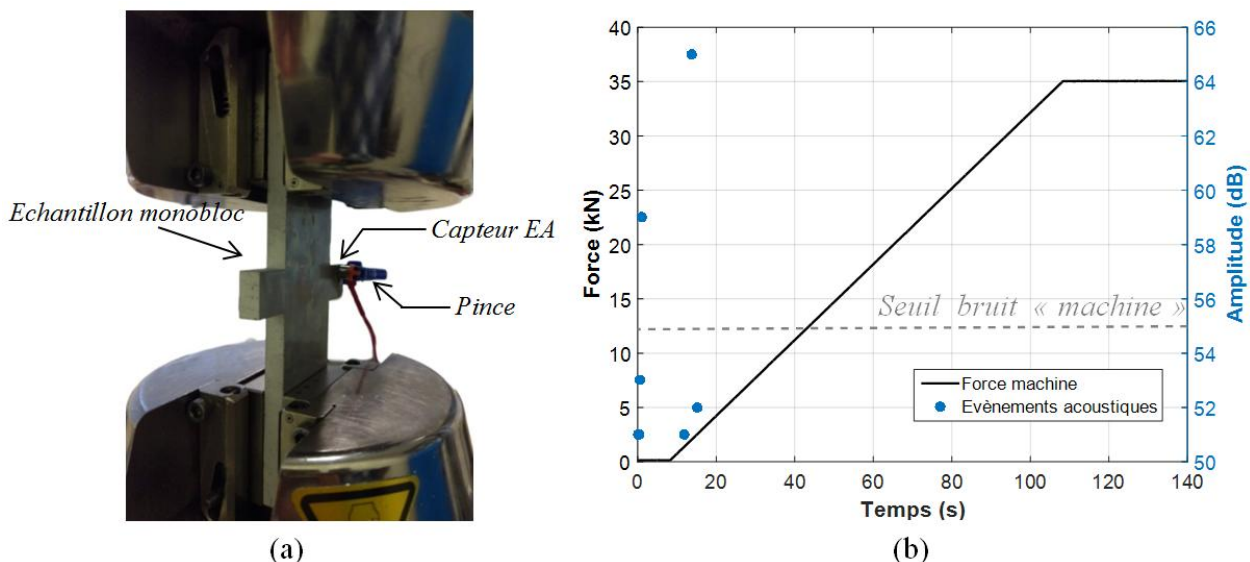 Echantillon monobloc
Capteur EA
Pince
(a)
40
35
30
25
20
15
10
5
0
Force (kN)
66
64
62
60
58
56
54
52
50
Amplitude (dB)
Seuil bruit « machine »
Force machine
Evènements acoustiques
0 20 40 60 80 100 120 140
Temps (s)
(b)